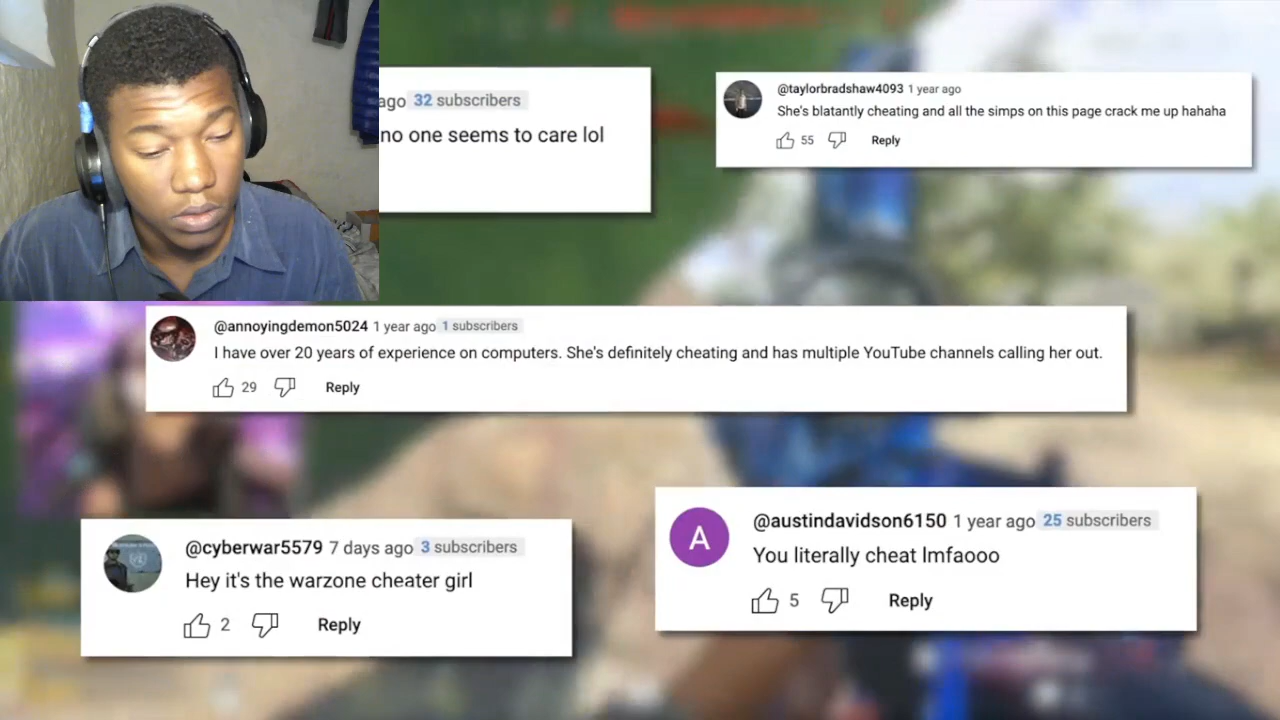 ago 32 subscribers
no one seems to care lol
@taylorbradshaw4093 1 year ago
She's blatantly cheating and all the simps on this page crack me up hahaha
55 Reply
@annoyingdemon5024 1 year ago 1 subscribers
I have over 20 years of experience on computers. She's definitely cheating and has multiple YouTube channels calling her out.
29 Reply
@cyberwar5579 7 days ago 3 subscribers
Hey it's the warzone cheater girl
2 Reply
A
@austindavidson6150 1 year ago 25 subscribers
You literally cheat lmfaooo
5 Reply